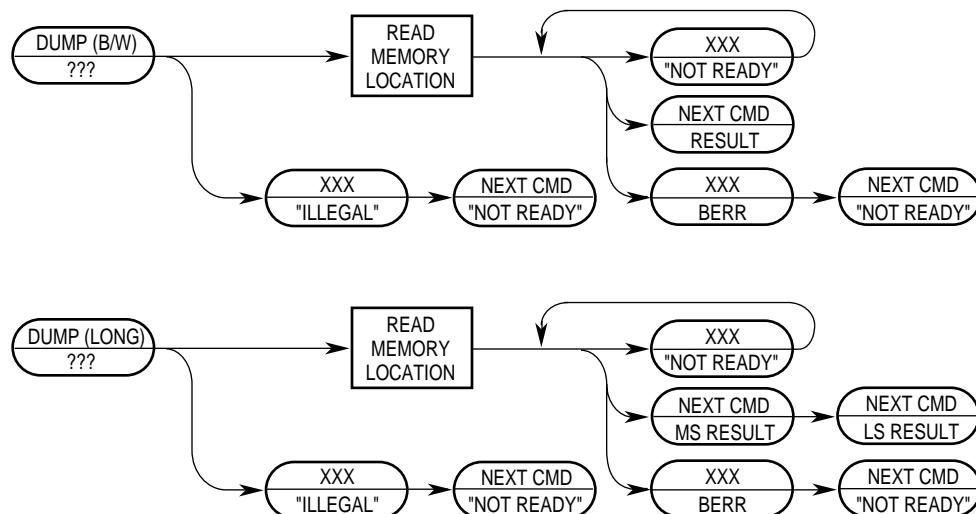 DUMP (B/W)
???
READ
MEMORY
LOCATION
XXX
"NOT READY"
NEXT CMD
RESULT
XXX
"ILLEGAL"
NEXT CMD
"NOT READY"
XXX
BERR
NEXT CMD
"NOT READY"
DUMP (LONG)
???
READ
MEMORY
LOCATION
XXX
"NOT READY"
NEXT CMD
MS RESULT
NEXT CMD
LS RESULT
XXX
"ILLEGAL"
NEXT CMD
"NOT READY"
XXX
BERR
NEXT CMD
"NOT READY"